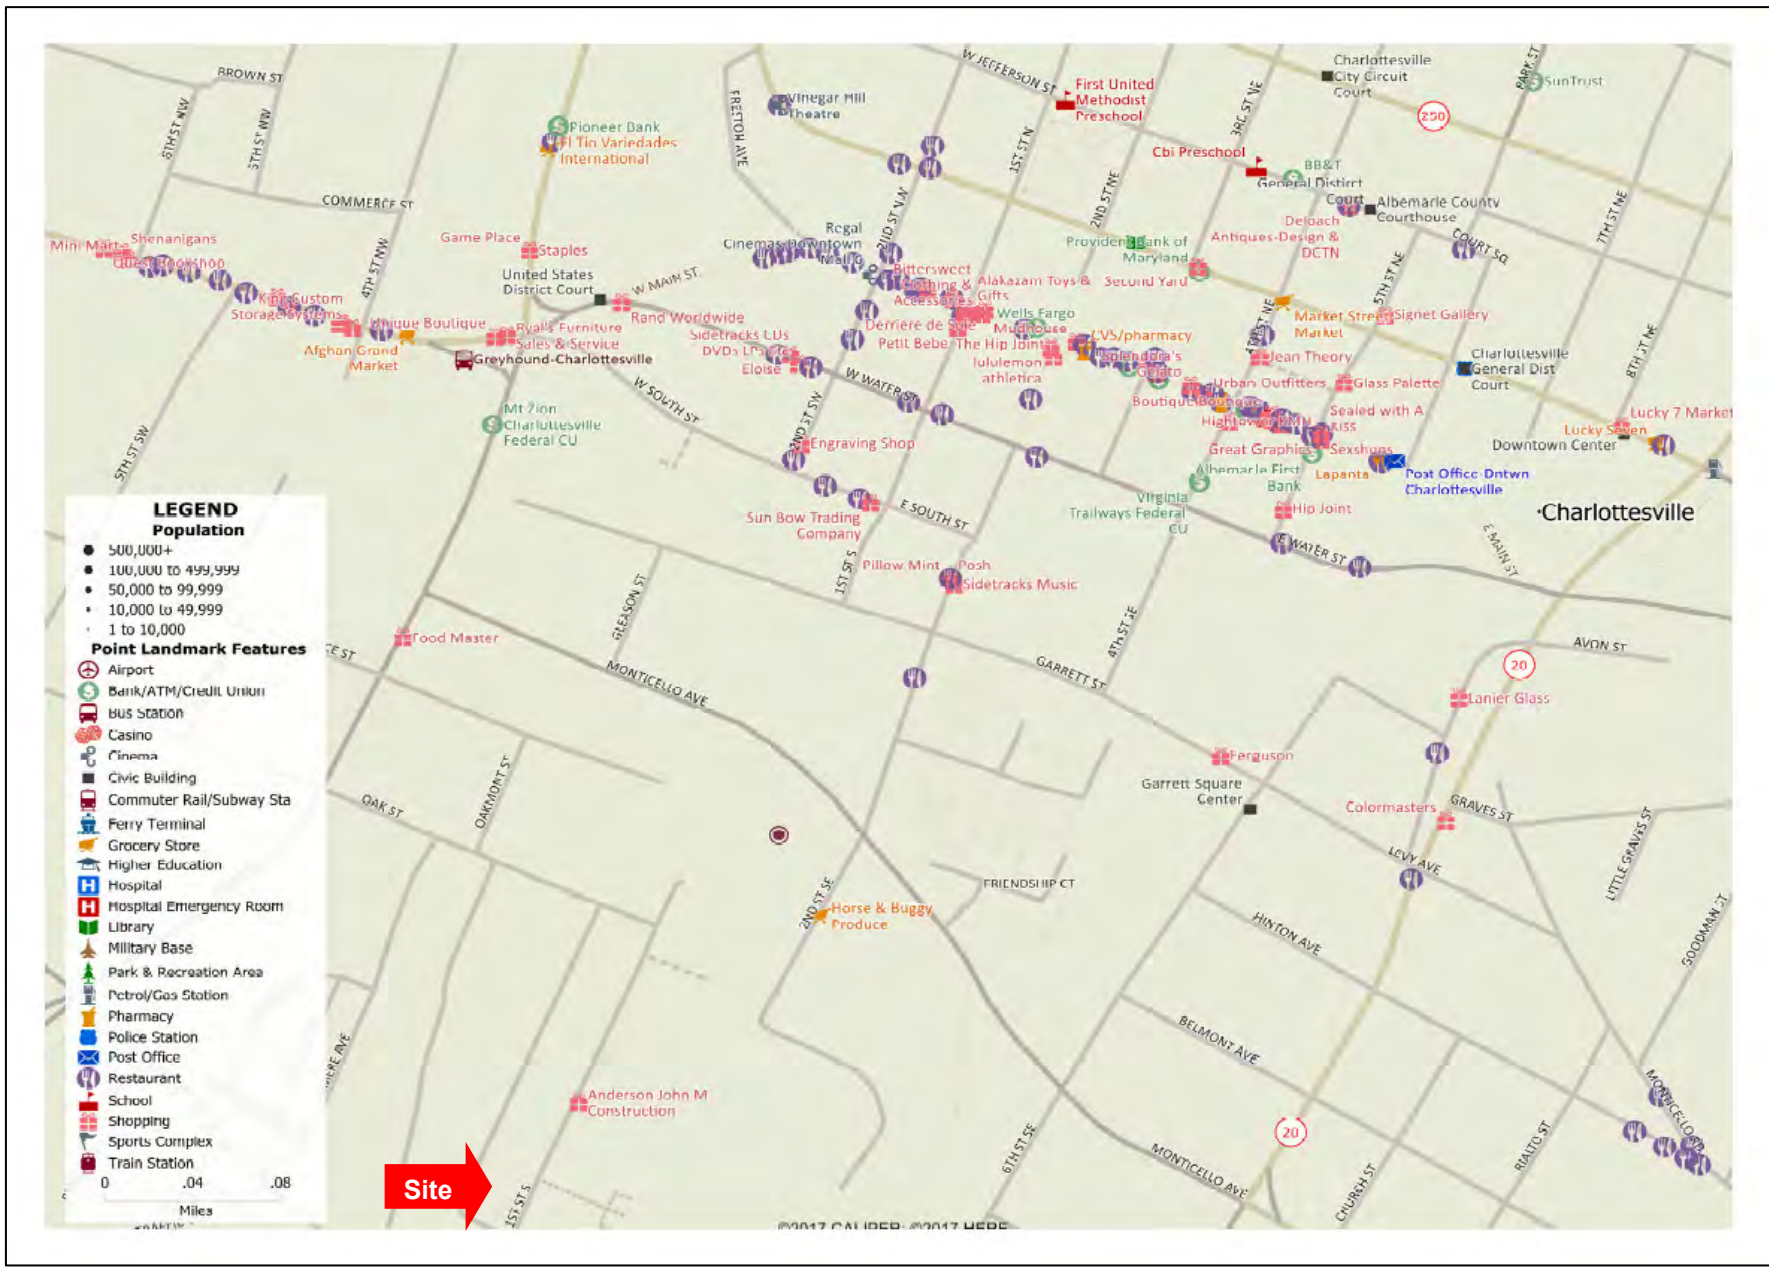 BROWN ST
6TH ST NW
5TH ST NW
COMMERCE ST
4TH ST NW
Pioneer Bank
El Tio Variedades
International
Vinegar Hill
Theatre
W JEFFERSON ST
First United
Methodist
Preschool
Charlottesville
City Circuit
Court
PARK ST
SunTrust
250
3RD ST NE
1ST ST N
Cbi Preschool
BB&T
General Distirct
Court
Albemarle County
Courthouse
2ND ST NE
7TH ST NE
COURT SQ
Deloach
Antiques-Design &
DCTN
2ND ST NW
Regal
Cinemas-Downtown
Mall
Provident Bank of
Maryland
Mini Mart
Shenanigans
Quest Bookshop
Game Place
Staples
United States
District Court
W MAIN ST
Rand Worldwide
Bittersweet
Clothing &
Accessories
Alakazam Toys &
Gifts
Second Yard
5TH ST NE
4TH ST NE
Market Street
Market
Signet Gallery
King Custom
Storage Systems
Unique Boutique
Ryal's Furniture
Sales & Service
Afghan Grand
Market
Greyhound-Charlottesville
Sidetracks CDs
Eloise
Derriere de Soie
Petit Bebe
The Hip Joint
Wells Fargo
Mudhouse
CVS/pharmacy
lululemon
athletica
Splendora's
Gelato
Jean Theory
Urban Outfitters
Boutique Boutique
Glass Palette
Charlottesville
General Dist
Court
8TH ST NE
W SOUTH ST
W WATER ST
Mt Zion
Charlottesville
Federal CU
5TH ST SW
2ND ST SW
Engraving Shop
Sealed with A
Kiss
Great Graphics
Sexshuns
Albemarle First
Bank
Lapanta
Post Office-Dntwn
Charlottesville
Lucky 7 Market
Lucky Seven
Downtown Center
Virginia
Trailways Federal
CU
Hip Joint
Charlottesville
Sun Bow Trading
Company
E SOUTH ST
E WATER ST
E MAIN ST
1ST ST S
Pillow Mint
Posh
Sidetracks Music
GLEASON ST
4TH ST SE
AVON ST
20
Food Master
MONTICELLO AVE
GARRETT ST
Lanier Glass
Ferguson
Garrett Square
Center
Colormasters
GRAVES ST
LITTLE GRAVES ST
LEVY AVE
OAK ST
OAKMONT ST
FRIENDSHIP CT
2ND ST SE
Horse & Buggy
Produce
HINTON AVE
GOODMAN ST
BELMONT AVE
Anderson John M
Construction
6TH ST SE
MONTICELLO AVE
20
CHURCH ST
RIALTO ST
1ST ST S
Site
LEGEND
Population
500,000+
100,000 to 499,999
50,000 to 99,999
10,000 to 49,999
1 to 10,000
Point Landmark Features
Airport
Bank/ATM/Credit Union
Bus Station
Casino
Cinema
Civic Building
Commuter Rail/Subway Sta
Ferry Terminal
Grocery Store
Higher Education
Hospital
Hospital Emergency Room
Library
Military Base
Park & Recreation Area
Petrol/Gas Station
Pharmacy
Police Station
Post Office
Restaurant
School
Shopping
Sports Complex
Train Station
0 .04 .08
Miles
©2017 CALIPER; ©2017 HERE